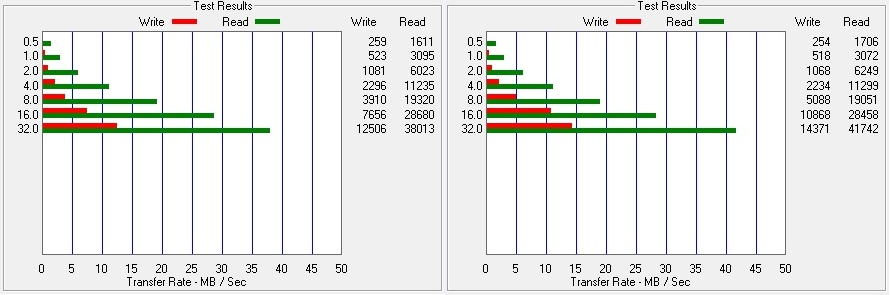 Test Results
Write Read Write Read
0.5 259 1611
1.0 523 3095
2.0 1081 6023
4.0 2296 11235
8.0 3910 19320
16.0 7656 28680
32.0 12506 38013
0 5 10 15 20 25 30 35 40 45 50
Transfer Rate - MB / Sec
Test Results
Write Read Write Read
0.5 254 1706
1.0 518 3072
2.0 1068 6249
4.0 2234 11299
8.0 5088 19051
16.0 10868 28458
32.0 14371 41742
0 5 10 15 20 25 30 35 40 45 50
Transfer Rate - MB / Sec